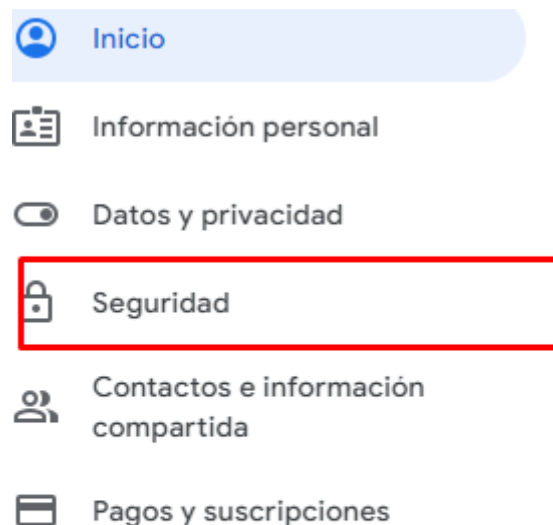 Inicio
Información personal
Datos y privacidad
Seguridad
Contactos e información
compartida
Pagos y suscripciones